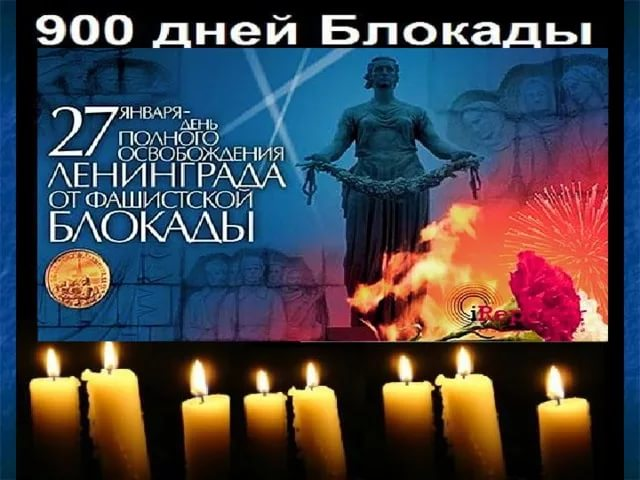 900 дней Блокады
27 ЯНВАРЯ-
ДЕНЬ
ПОЛНОГО
ОСВОБОЖДЕНИЯ
ЛЕНИНГРАДА
ОТ ФАШИСТСКОЙ
БЛОКАДЫ